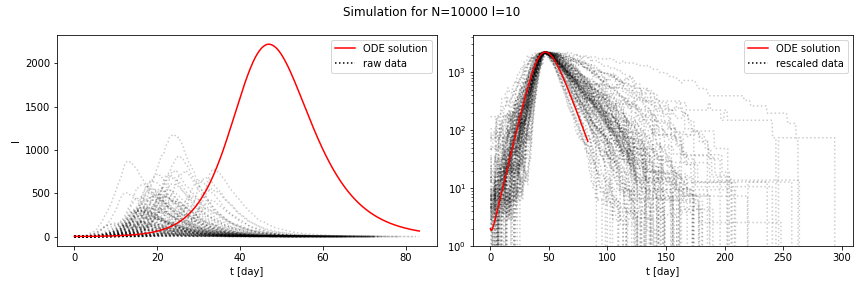 Simulation for N=10000 l=10
ODE solution
raw data
2000
1500
1000
500
0
I
0
20
40
60
80
t [day]
ODE solution
rescaled data
10³
10²
10¹
10⁰
0
50
100
150
200
250
300
t [day]